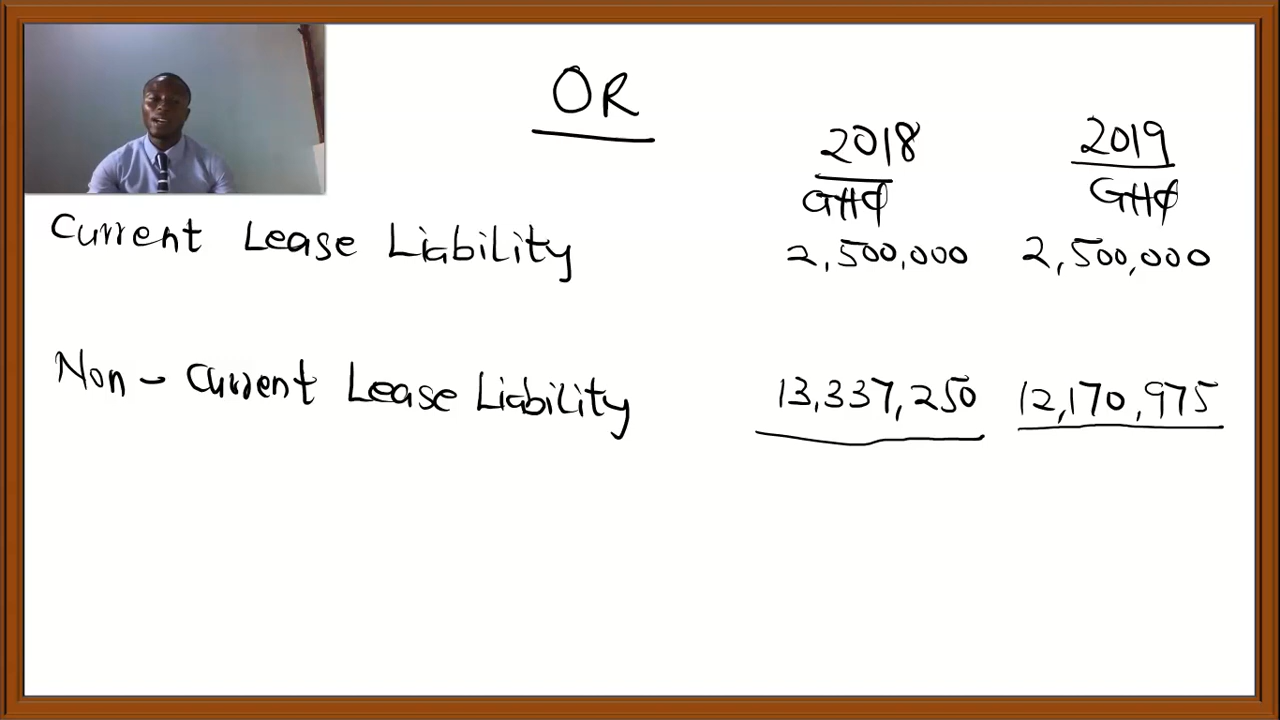 OR
2018 2019
GH₵ GH₵
Current Lease Liability 2,500,000 2,500,000
Non - Current Lease Liability 13,337,250 12,170,975